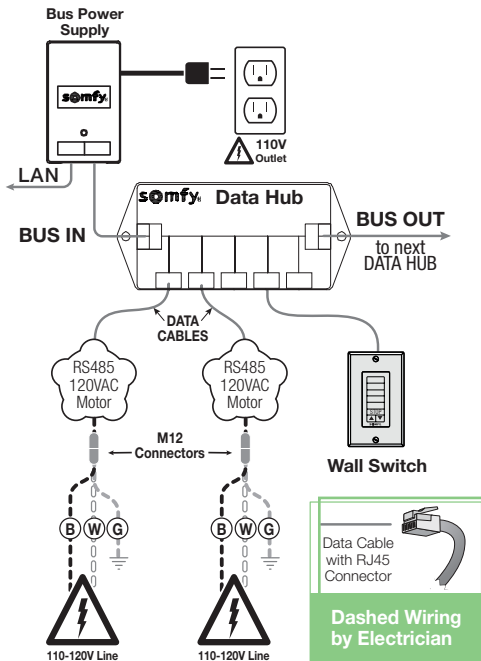 Bus Power
Supply
somfy
110V
Outlet
LAN
somfy® Data Hub
BUS IN
BUS OUT
to next
DATA HUB
DATA
CABLES
RS485
120VAC
Motor
RS485
120VAC
Motor
M12
Connectors
Wall Switch
B W G
B W G
110-120V Line
110-120V Line
Data Cable
with RJ45
Connector
Dashed Wiring
by Electrician